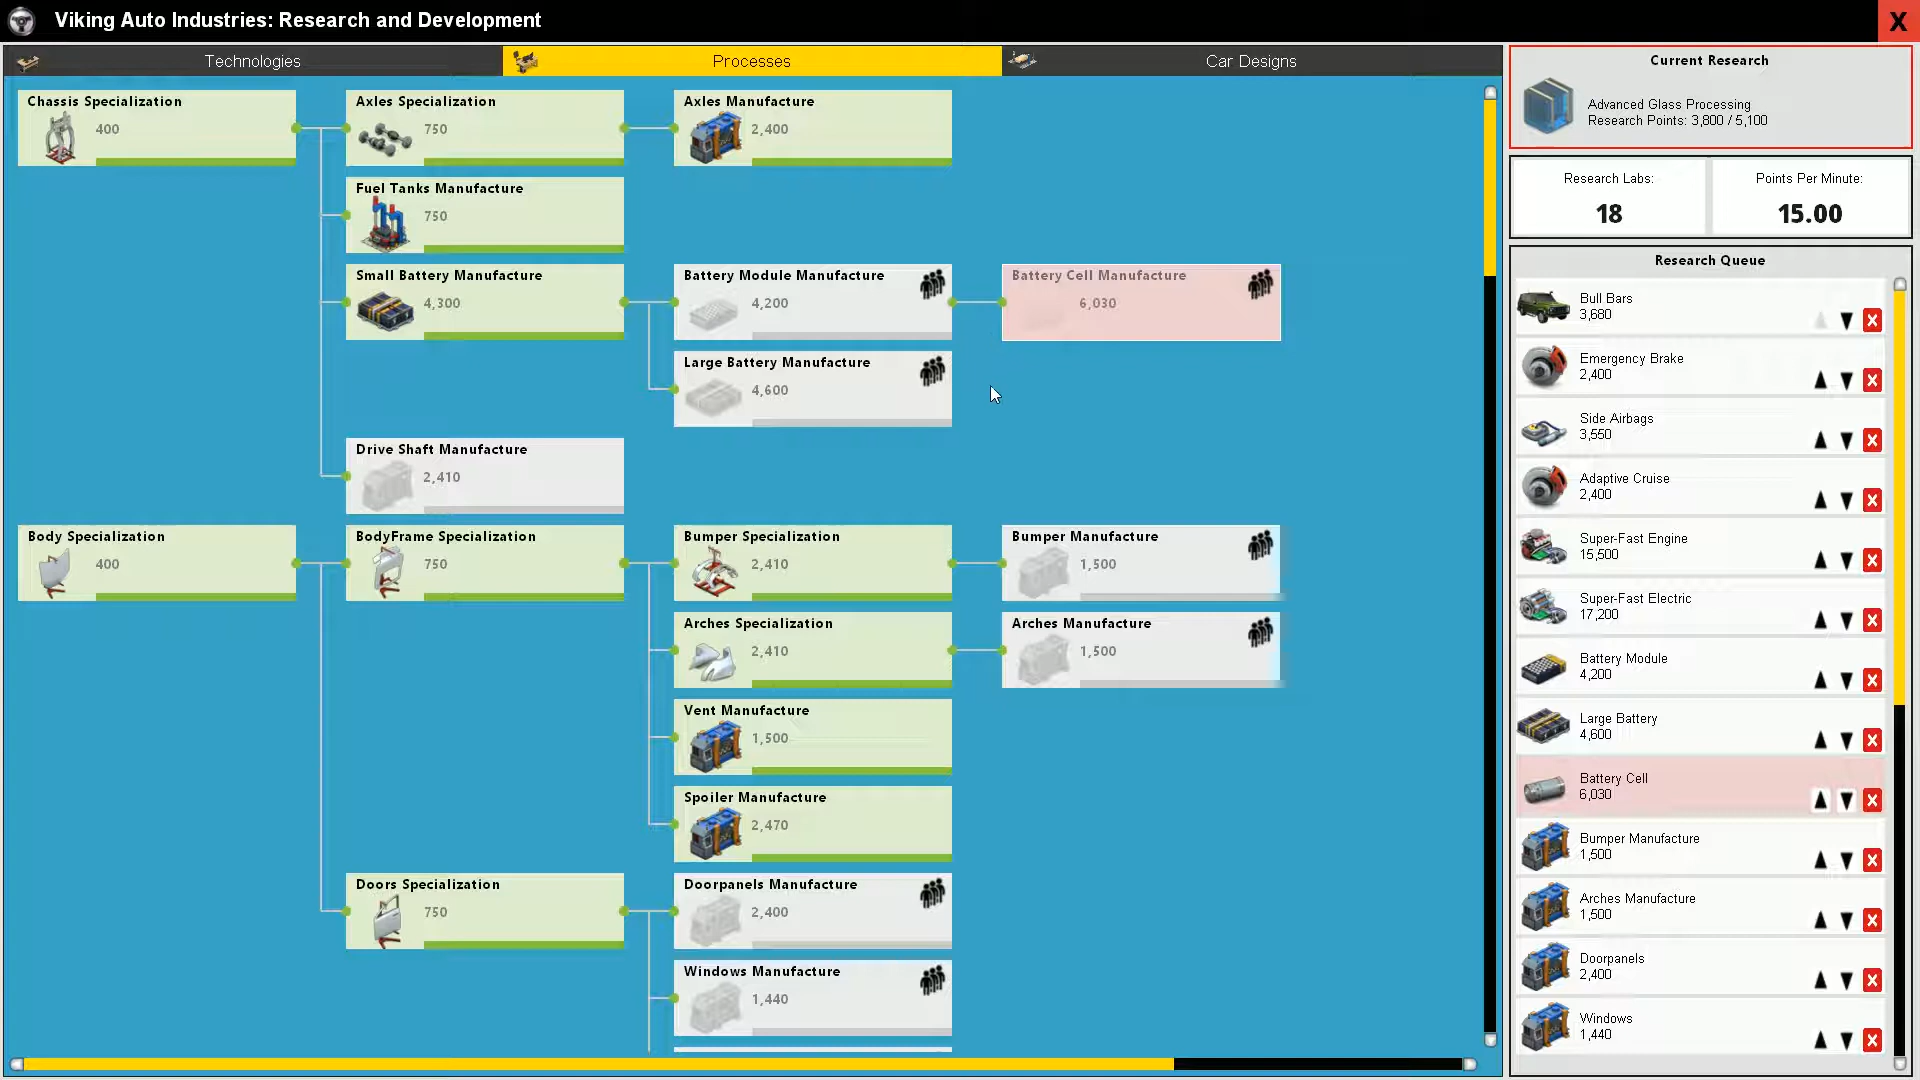 Viking Auto Industries: Research and Development
X
Technologies
Processes
Car Designs
Chassis Specialization
400
Axles Specialization
750
Axles Manufacture
2,400
Fuel Tanks Manufacture
750
Small Battery Manufacture
4,300
Battery Module Manufacture
4,200
Battery Cell Manufacture
6,030
Large Battery Manufacture
4,600
Drive Shaft Manufacture
2,410
Body Specialization
400
BodyFrame Specialization
750
Bumper Specialization
2,410
Bumper Manufacture
1,500
Arches Specialization
2,410
Arches Manufacture
1,500
Vent Manufacture
1,500
Spoiler Manufacture
2,470
Doors Specialization
750
Doorpanels Manufacture
2,400
Windows Manufacture
1,440
Current Research
Advanced Glass Processing
Research Points: 3,800 / 5,100
Research Labs:
18
Points Per Minute:
15.00
Research Queue
Bull Bars
3,680
Emergency Brake
2,400
Side Airbags
3,550
Adaptive Cruise
2,400
Super-Fast Engine
15,500
Super-Fast Electric
17,200
Battery Module
4,200
Large Battery
4,600
Battery Cell
6,030
Bumper Manufacture
1,500
Arches Manufacture
1,500
Doorpanels
2,400
Windows
1,440